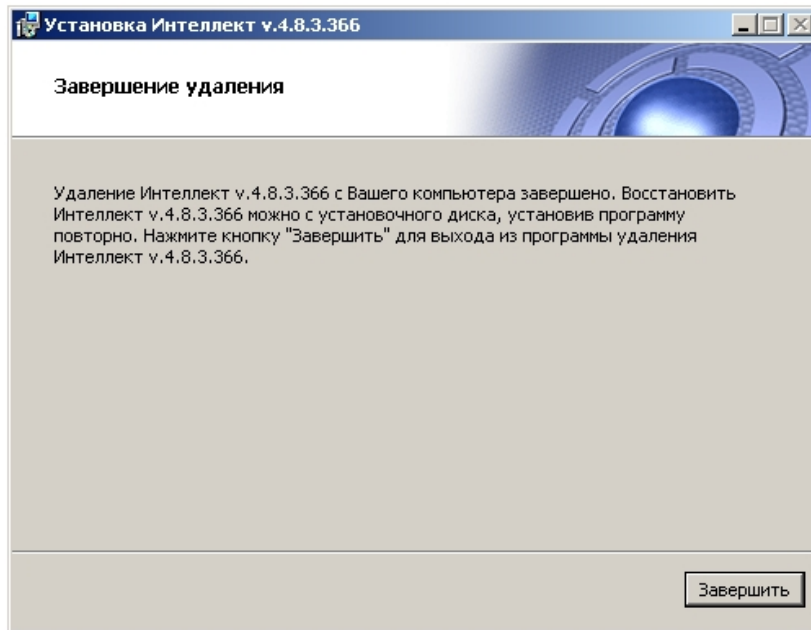 Установка Интеллект v.4.8.3.366
Завершение удаления
Удаление Интеллект v.4.8.3.366 с Вашего компьютера завершено. Восстановить
Интеллект v.4.8.3.366 можно с установочного диска, установив программу
повторно. Нажмите кнопку "Завершить" для выхода из программы удаления
Интеллект v.4.8.3.366.
Завершить